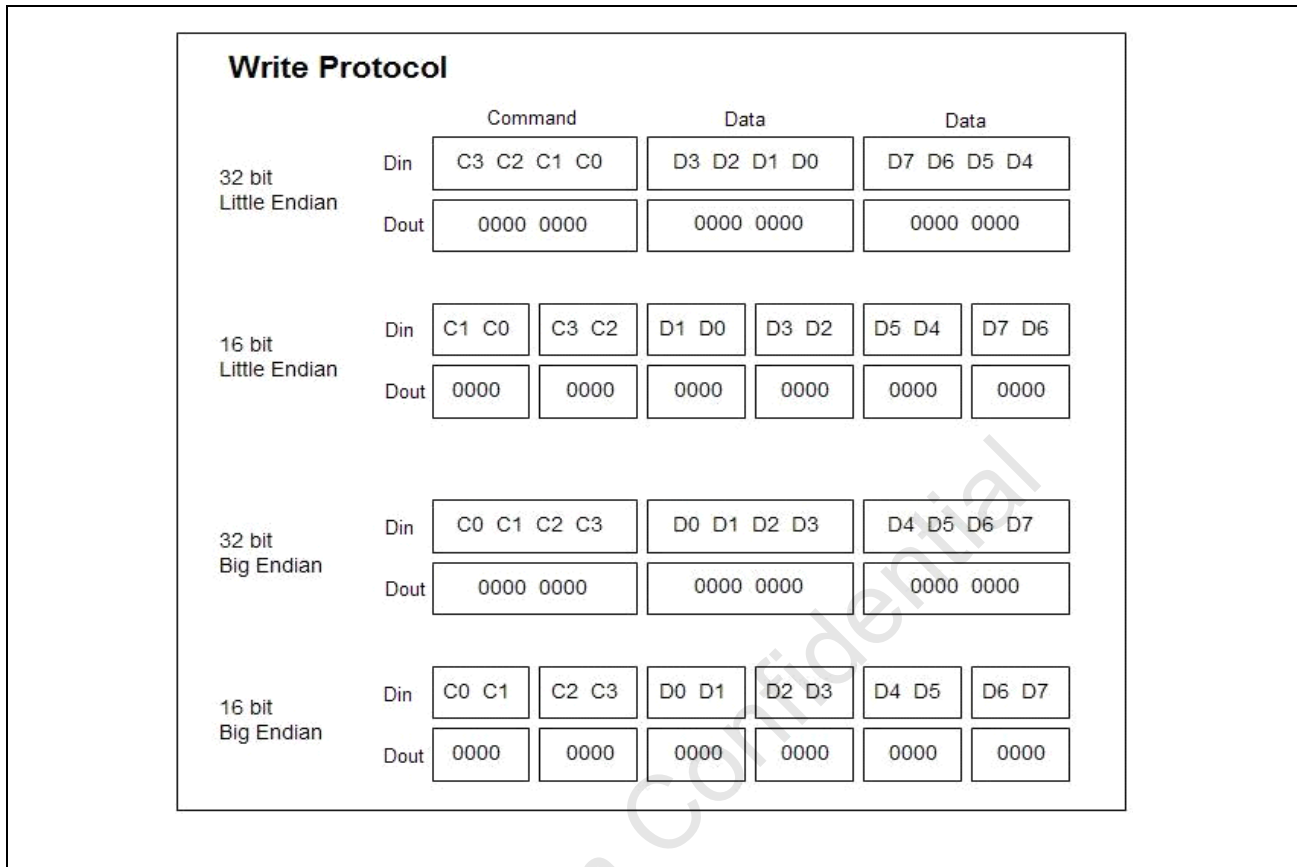 Write Protocol
Command Data Data
32 bit
Little Endian
Din C3 C2 C1 C0 D3 D2 D1 D0 D7 D6 D5 D4
Dout 0000 0000 0000 0000 0000 0000
16 bit
Little Endian
Din C1 C0 C3 C2 D1 D0 D3 D2 D5 D4 D7 D6
Dout 0000 0000 0000 0000 0000 0000
32 bit
Big Endian
Din C0 C1 C2 C3 D0 D1 D2 D3 D4 D5 D6 D7
Dout 0000 0000 0000 0000 0000 0000
16 bit
Big Endian
Din C0 C1 C2 C3 D0 D1 D2 D3 D4 D5 D6 D7
Dout 0000 0000 0000 0000 0000 0000
Confidential